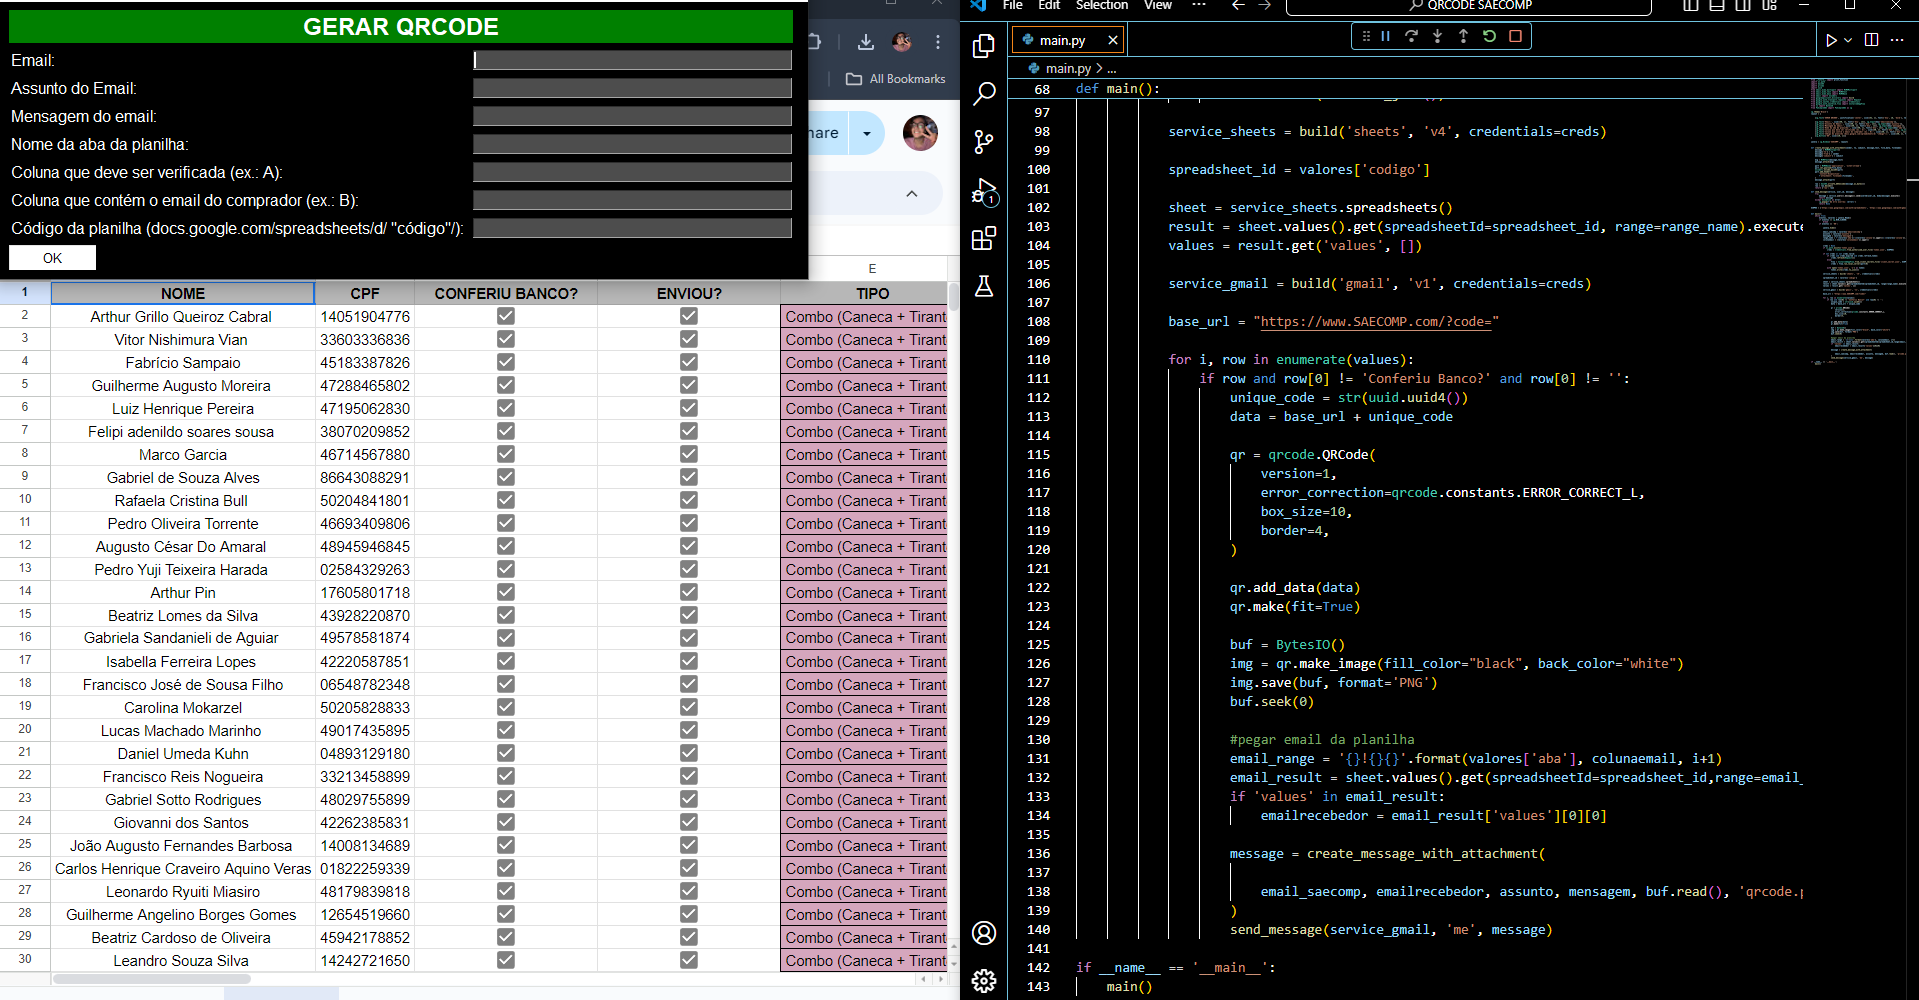 GERAR QRCODE
Email:
Assunto do Email:
Mensagem do email:
Nome da aba da planilha:
Coluna que deve ser verificada (ex.: A):
Coluna que contém o email do comprador (ex.: B):
Código da planilha (docs.google.com/spreadsheets/d/ "código"/):
OK
All Bookmarks
hare
E
1 NOME CPF CONFERIU BANCO? ENVIOU? TIPO
2 Arthur Grillo Queiroz Cabral 14051904776 Combo (Caneca + Tirant
3 Vitor Nishimura Vian 33603336836 Combo (Caneca + Tirant
4 Fabrício Sampaio 45183387826 Combo (Caneca + Tirant
5 Guilherme Augusto Moreira 47288465802 Combo (Caneca + Tirant
6 Luiz Henrique Pereira 47195062830 Combo (Caneca + Tirant
7 Felipi adenildo soares sousa 38070209852 Combo (Caneca + Tirant
8 Marco Garcia 46714567880 Combo (Caneca + Tirant
9 Gabriel de Souza Alves 86643088291 Combo (Caneca + Tirant
10 Rafaela Cristina Bull 50204841801 Combo (Caneca + Tirant
11 Pedro Oliveira Torrente 46693409806 Combo (Caneca + Tirant
12 Augusto César Do Amaral 48945946845 Combo (Caneca + Tirant
13 Pedro Yuji Teixeira Harada 02584329263 Combo (Caneca + Tirant
14 Arthur Pin 17605801718 Combo (Caneca + Tirant
15 Beatriz Lomes da Silva 43928220870 Combo (Caneca + Tirant
16 Gabriela Sandanieli de Aguiar 49578581874 Combo (Caneca + Tirant
17 Isabella Ferreira Lopes 42220587851 Combo (Caneca + Tirant
18 Francisco José de Sousa Filho 06548782348 Combo (Caneca + Tirant
19 Carolina Mokarzel 50205828833 Combo (Caneca + Tirant
20 Lucas Machado Marinho 49017435895 Combo (Caneca + Tirant
21 Daniel Umeda Kuhn 04893129180 Combo (Caneca + Tirant
22 Francisco Reis Nogueira 33213458899 Combo (Caneca + Tirant
23 Gabriel Sotto Rodrigues 48029755899 Combo (Caneca + Tirant
24 Giovanni dos Santos 42262385831 Combo (Caneca + Tirant
25 João Augusto Fernandes Barbosa 14008134689 Combo (Caneca + Tirant
26 Carlos Henrique Craveiro Aquino Veras 01822259339 Combo (Caneca + Tirant
27 Leonardo Ryuiti Miasiro 48179839818 Combo (Caneca + Tirant
28 Guilherme Angelino Borges Gomes 12654519660 Combo (Caneca + Tirant
29 Beatriz Cardoso de Oliveira 45942178852 Combo (Caneca + Tirant
30 Leandro Souza Silva 14242721650 Combo (Caneca + Tirant
File Edit Selection View ··· QRCODE SAECOMP
main.py
main.py > ...
1
68 def main():
97
98 service_sheets = build('sheets', 'v4', credentials=creds)
99
100 spreadsheet_id = valores['codigo']
101
102 sheet = service_sheets.spreadsheets()
103 result = sheet.values().get(spreadsheetId=spreadsheet_id, range=range_name).execute
104 values = result.get('values', [])
105
106 service_gmail = build('gmail', 'v1', credentials=creds)
107
108 base_url = "https://www.SAECOMP.com/?code="
109
110 for i, row in enumerate(values):
111 if row and row[0] != 'Conferiu Banco?' and row[0] != '':
112 unique_code = str(uuid.uuid4())
113 data = base_url + unique_code
114
115 qr = qrcode.QRCode(
116 version=1,
117 error_correction=qrcode.constants.ERROR_CORRECT_L,
118 box_size=10,
119 border=4,
120 )
121
122 qr.add_data(data)
123 qr.make(fit=True)
124
125 buf = BytesIO()
126 img = qr.make_image(fill_color="black", back_color="white")
127 img.save(buf, format='PNG')
128 buf.seek(0)
129
130 #pegar email da planilha
131 email_range = '{}!{}{}'.format(valores['aba'], colunaemail, i+1)
132 email_result = sheet.values().get(spreadsheetId=spreadsheet_id,range=email_
133 if 'values' in email_result:
134 emailrecebedor = email_result['values'][0][0]
135
136 message = create_message_with_attachment(
137
138 email_saecomp, emailrecebedor, assunto, mensagem, buf.read(), 'qrcode.p
139 )
140 send_message(service_gmail, 'me', message)
141
142 if __name__ == '__main__':
143 main()